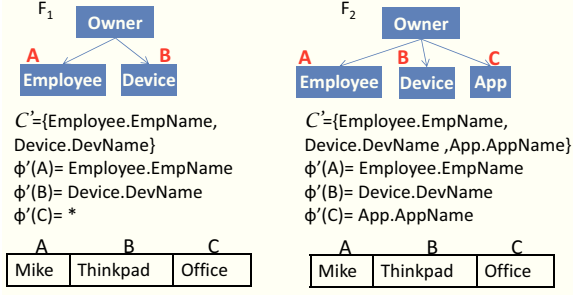 F1
Owner
A
B
Employee
Device
C’={Employee.EmpName,
Device.DevName}
ϕ’(A)= Employee.EmpName
ϕ’(B)= Device.DevName
ϕ’(C)= *
A B C
Mike Thinkpad Office
F2
Owner
A
B
C
Employee
Device
App
C’={Employee.EmpName,
Device.DevName ,App.AppName}
ϕ’(A)= Employee.EmpName
ϕ’(B)= Device.DevName
ϕ’(C)= App.AppName
A B C
Mike Thinkpad Office